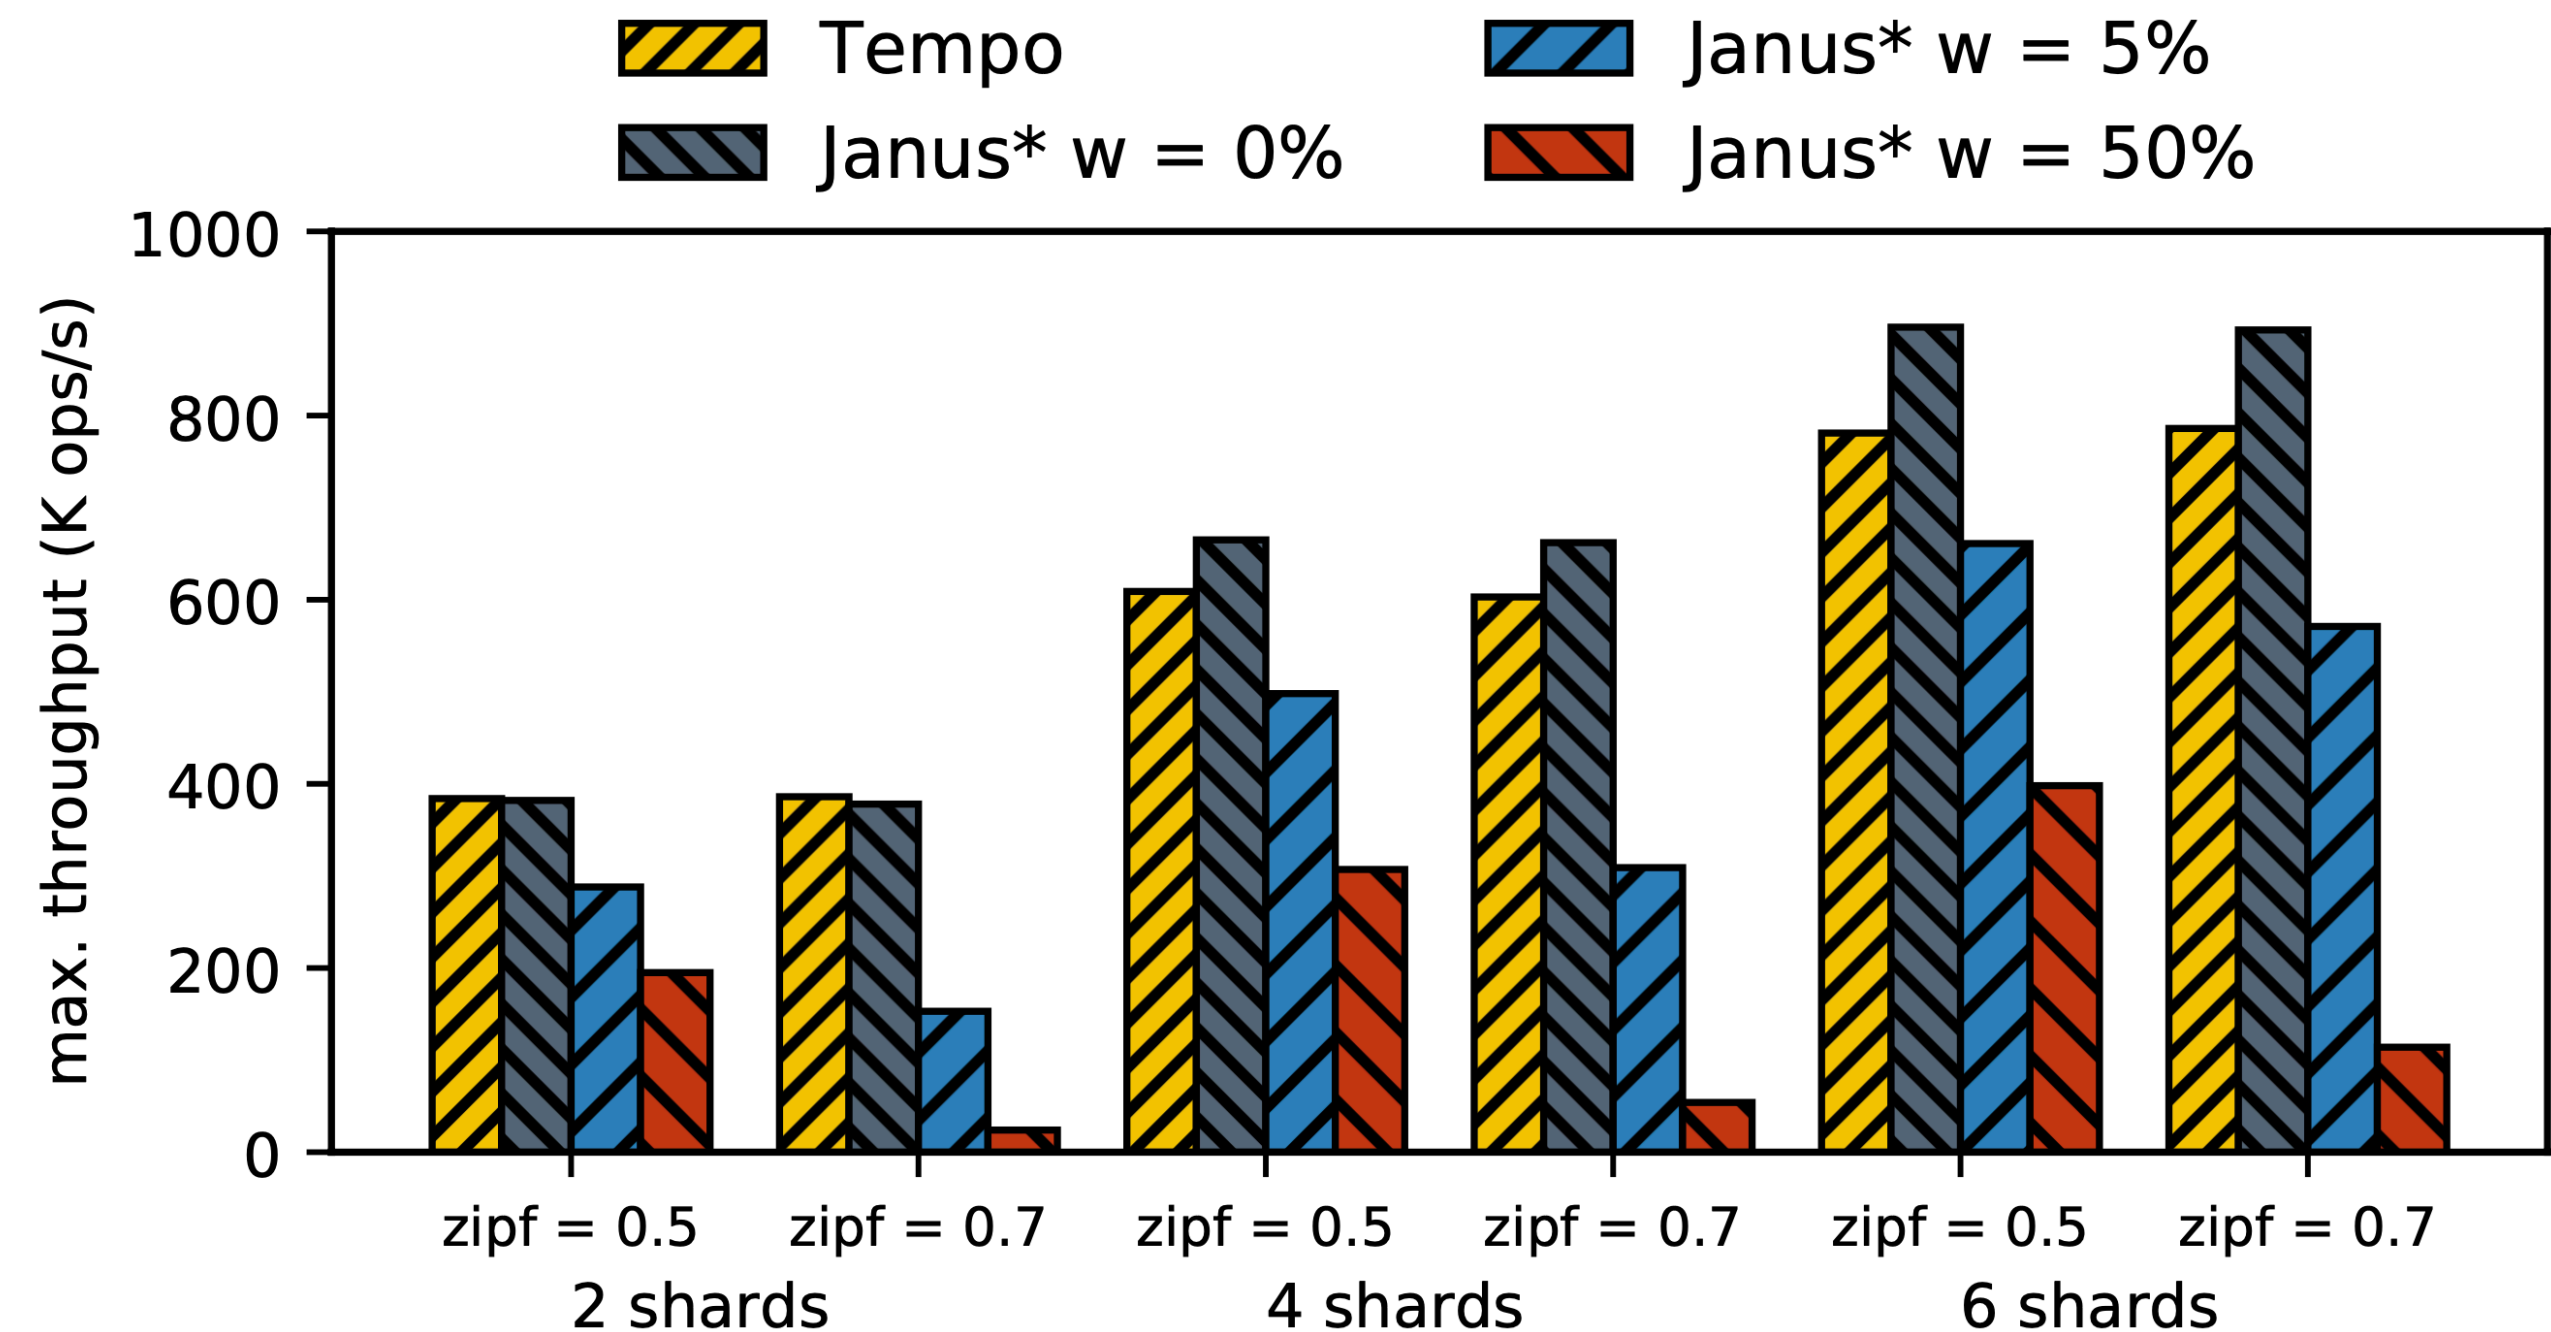 Tempo
Janus* w = 0%
Janus* w = 5%
Janus* w = 50%
max. throughput (K ops/s)
1000
800
600
400
200
0
zipf = 0.5 zipf = 0.7 zipf = 0.5 zipf = 0.7 zipf = 0.5 zipf = 0.7
2 shards 4 shards 6 shards